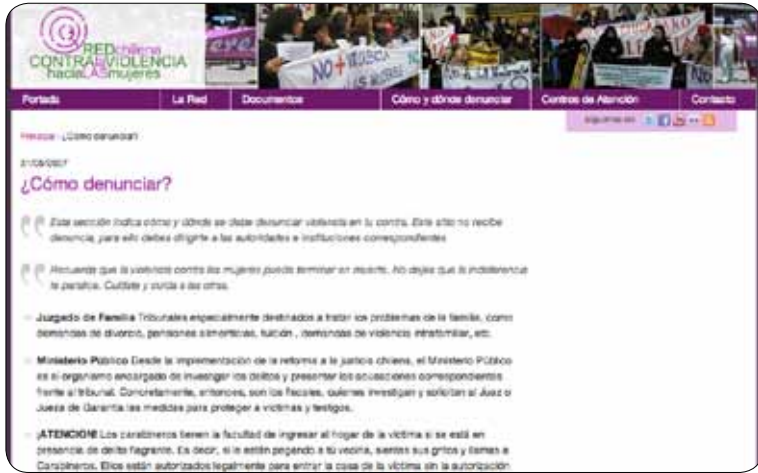 REDchilena
CONTRALAVIOLENCIA
haciaLASmujeres
NO + VIOLENCIA
Portada La Red Documentos Cómo y dónde denunciar Centros de Atención Contacto
síguenos en
¿Cómo denunciar?
¿Cómo denunciar?
Esta sección indica cómo y dónde se debe denunciar violencia en tu contra. Este sitio no recibe
denuncia, para ello debes dirigirte a las autoridades e instituciones correspondientes
Recuerda que la violencia contra las mujeres puede terminar en muerte. No dejes que la indiferencia
te paralice. Cuídate y cuida a las otras.
Juzgado de Familia Tribunales especialmente destinados a tratar los problemas de la familia, como
demandas de divorcio, pensiones alimenticias, tuición , demandas de violencia intrafamiliar, etc.
Ministerio Público Desde la implementación de la reforma a la justicia chilena, el Ministerio Público
es el organismo encargado de investigar los delitos y presentar las acusaciones correspondientes
frente al tribunal. Concretamente, entonces, son los fiscales, quienes investigan y solicitan al Juez o
Jueza de Garantía las medidas para proteger a víctimas y testigos.
¡ATENCION! Los carabineros tienen la facultad de ingresar al hogar de la víctima si se está en
presencia de delito flagrante. Es decir, si le están pegando a tu vecina, sientes sus gritos y llamas a
Carabineros. Ellos están autorizados legalmente para entrar la casa de la víctima sin la autorización